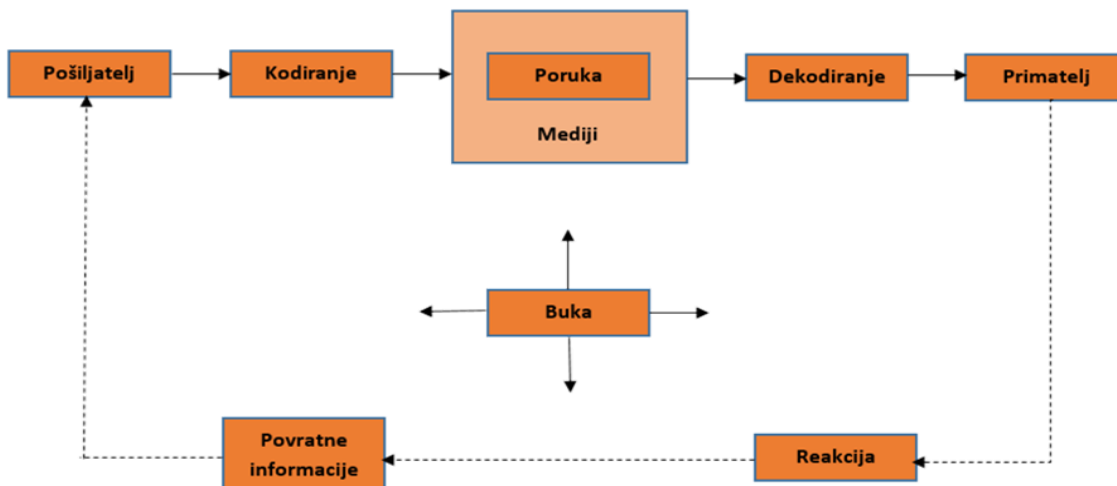 Pošiljatelj
Kodiranje
Poruka
Mediji
Dekodiranje
Primatelj
Buka
Povratne
informacije
Reakcija